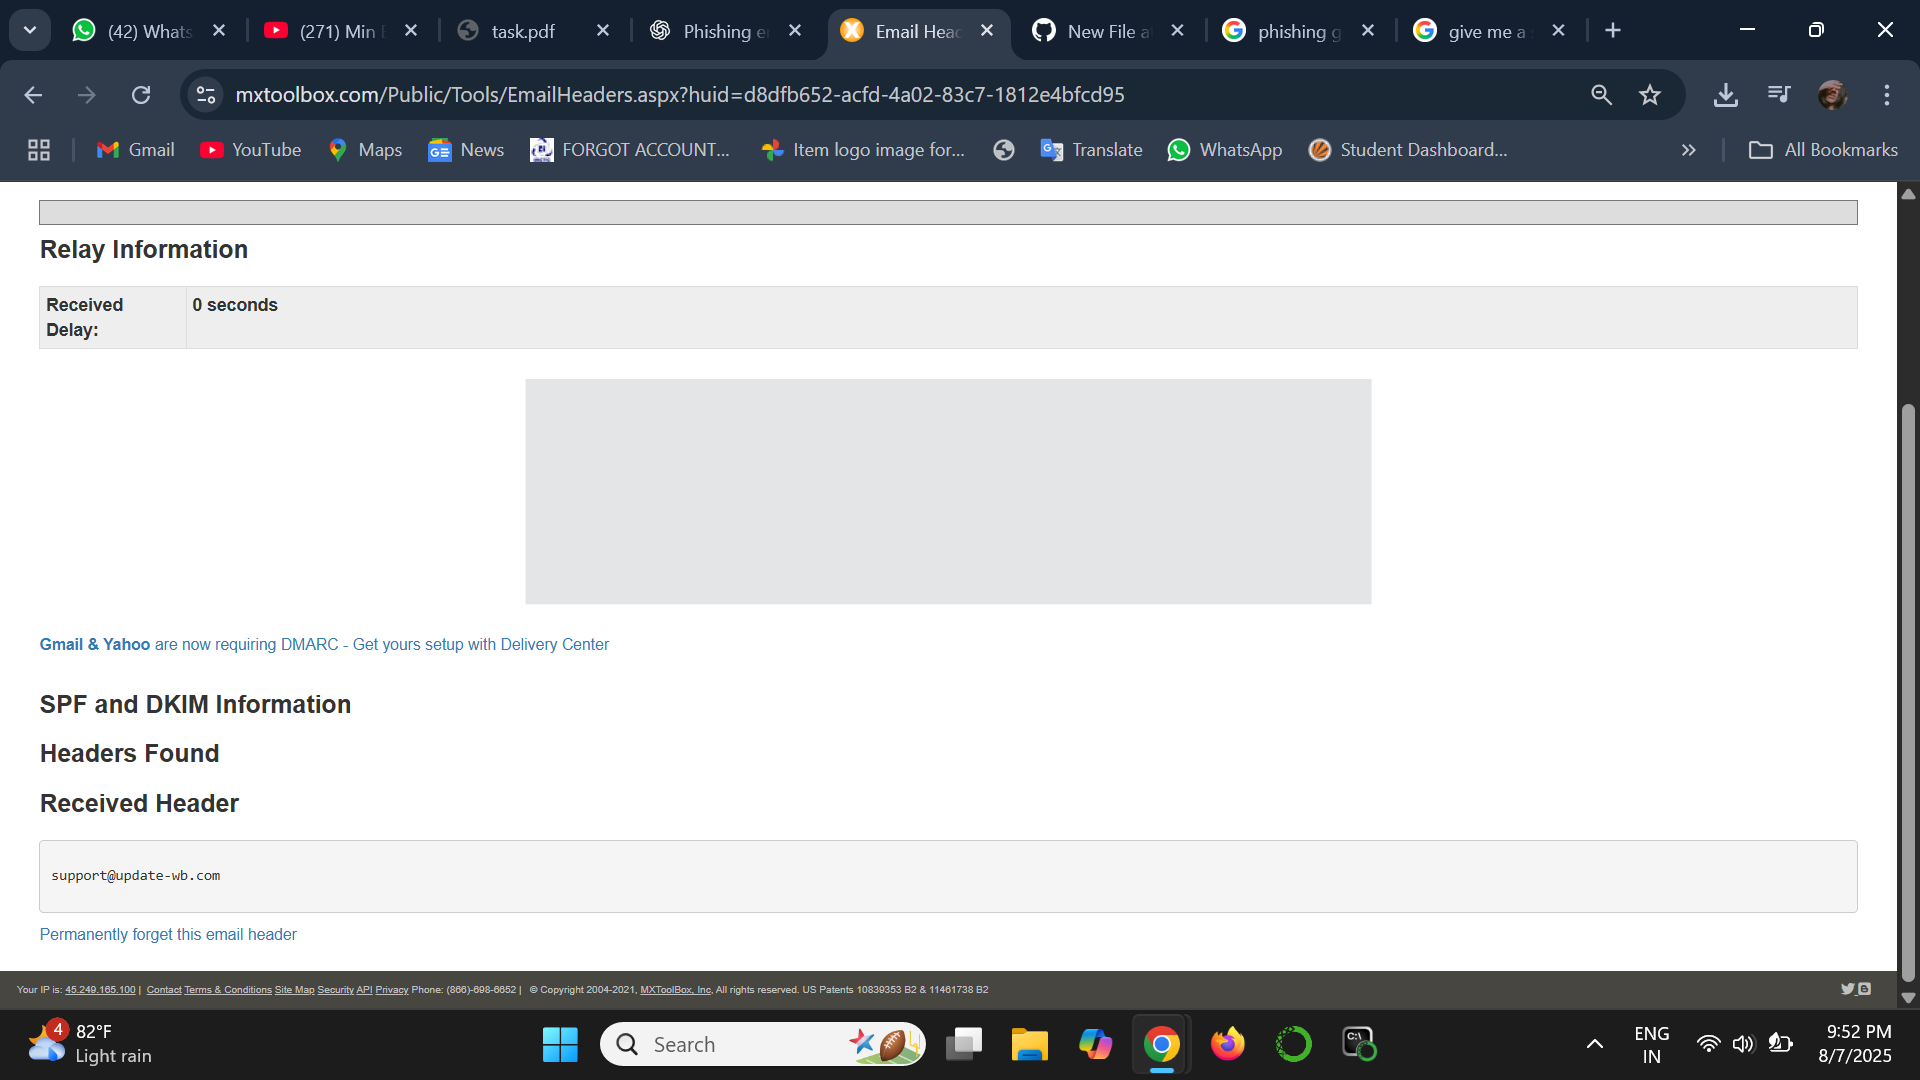 (42) Whats
(271) Min
task.pdf
Phishing e
Email Head
New File a
phishing g
give me a
mxtoolbox.com/Public/Tools/EmailHeaders.aspx?huid=d8dfb652-acfd-4a02-83c7-1812e4bfcd95
Gmail
YouTube
Maps
News
FORGOT ACCOUNT...
Item logo image for...
Translate
WhatsApp
Student Dashboard...
All Bookmarks
Relay Information
Received Delay:
0 seconds
Gmail & Yahoo are now requiring DMARC - Get yours setup with Delivery Center
SPF and DKIM Information
Headers Found
Received Header
support@update-wb.com
Permanently forget this email header
Your IP is: 45.249.165.100 | Contact Terms & Conditions Site Map Security API Privacy Phone: (866)-698-6652 | © Copyright 2004-2021, MXToolBox, Inc, All rights reserved. US Patents 10839353 B2 & 11461738 B2
4
82°F
Light rain
Search
ENG
IN
9:52 PM
8/7/2025